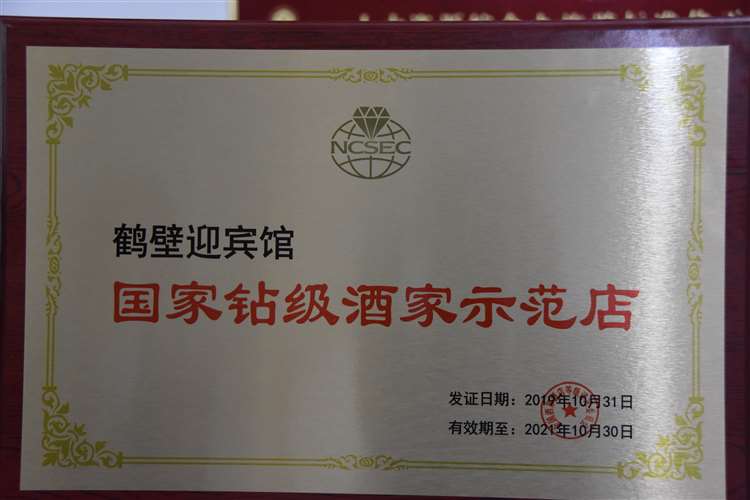 NCSEC
鹤壁迎宾馆
国家钻级酒家示范店
发证日期：2019年10月31日
有效期至：2021年10月30日